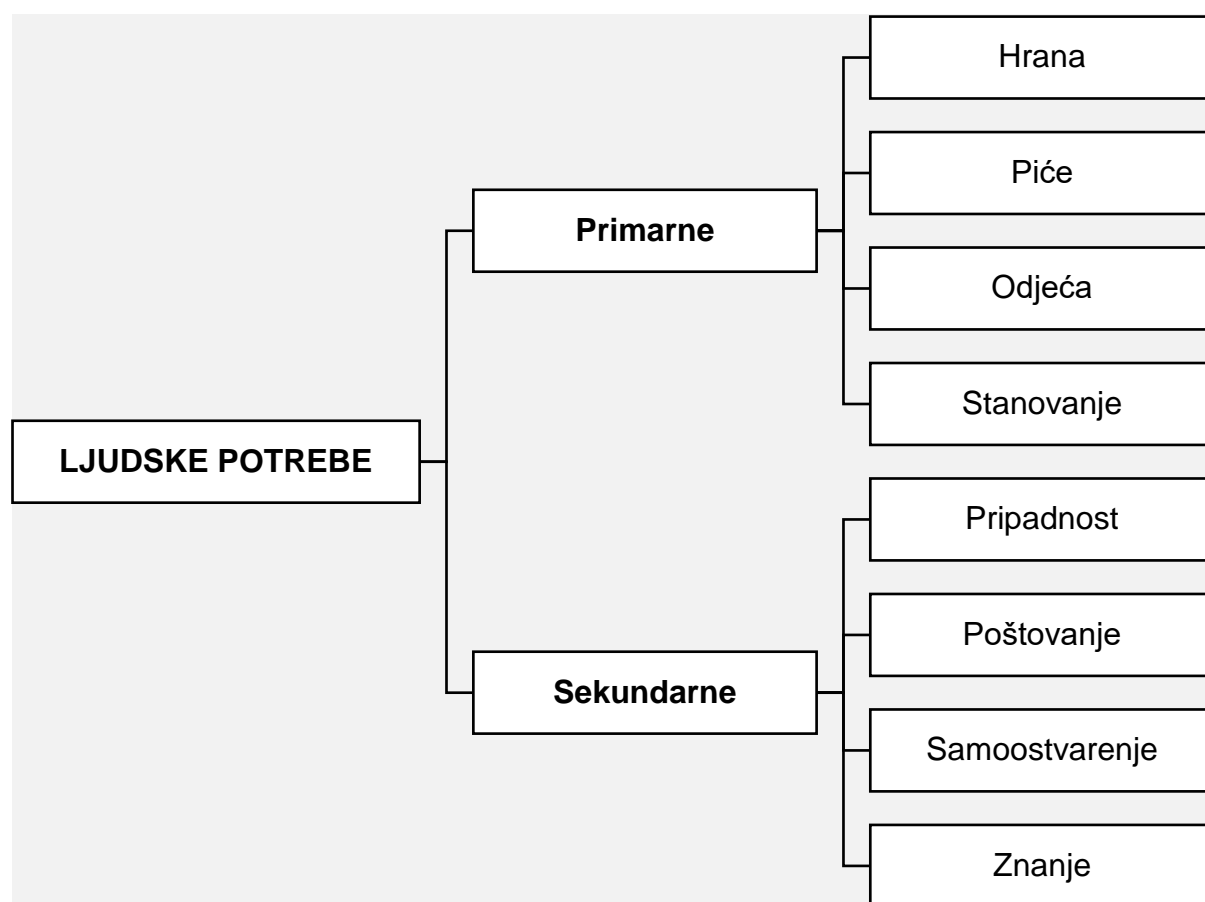 LJUDSKE POTREBE
Primarne
Hrana
Piće
Odjeća
Stanovanje
Sekundarne
Pripadnost
Poštovanje
Samoostvarenje
Znanje